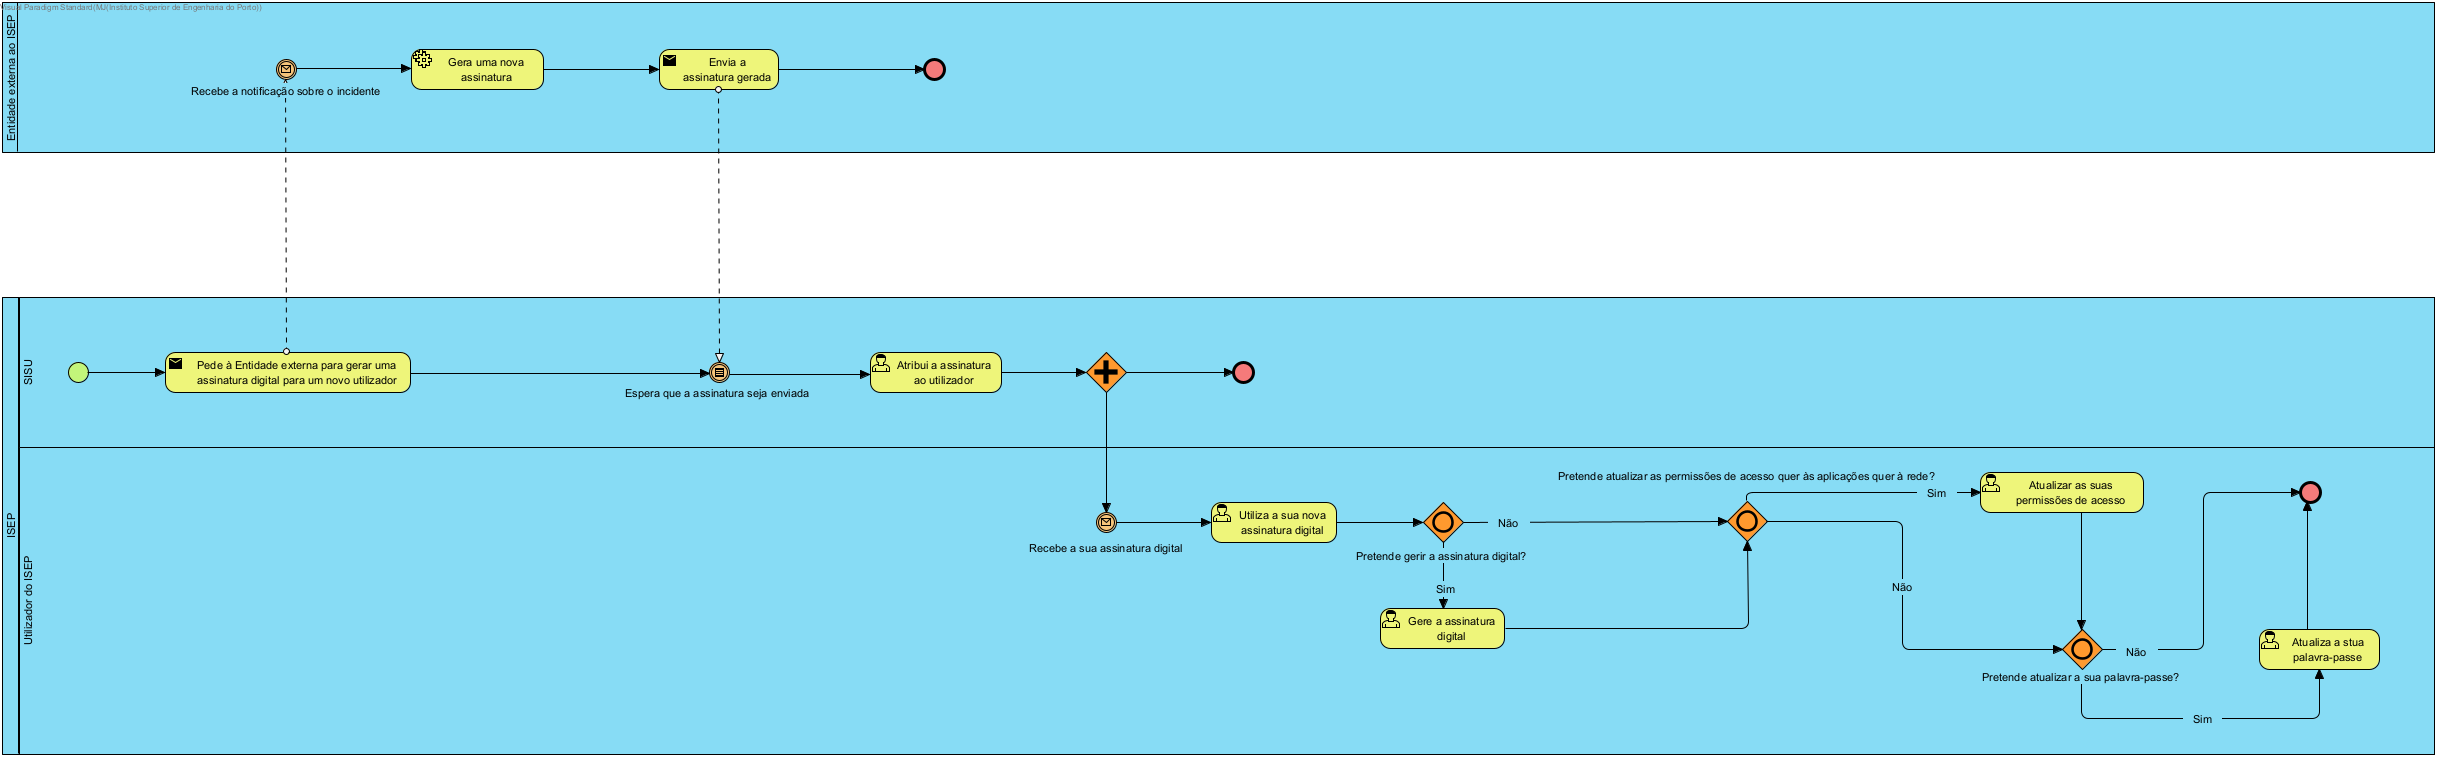 Visual Paradigm Standard(MJ(Instituto Superior de Engenharia do Porto))
Entidade externa ao ISEP
Recebe a notificação sobre o incidente
Gera uma nova
assinatura
Envia a
assinatura gerada
ISEP
SISU
Pede à Entidade externa para gerar uma
assinatura digital para um novo utilizador
Espera que a assinatura seja enviada
Atribui a assinatura
ao utilizador
Utilizador do ISEP
Recebe a sua assinatura digital
Utiliza a sua nova
assinatura digital
Pretende gerir a assinatura digital?
Não
Sim
Gere a assinatura
digital
Pretende atualizar as permissões de acesso quer às aplicações quer à rede?
Sim
Não
Atualizar as suas
permissões de acesso
Pretende atualizar a sua palavra-passe?
Não
Sim
Atualiza a stua
palavra-passe